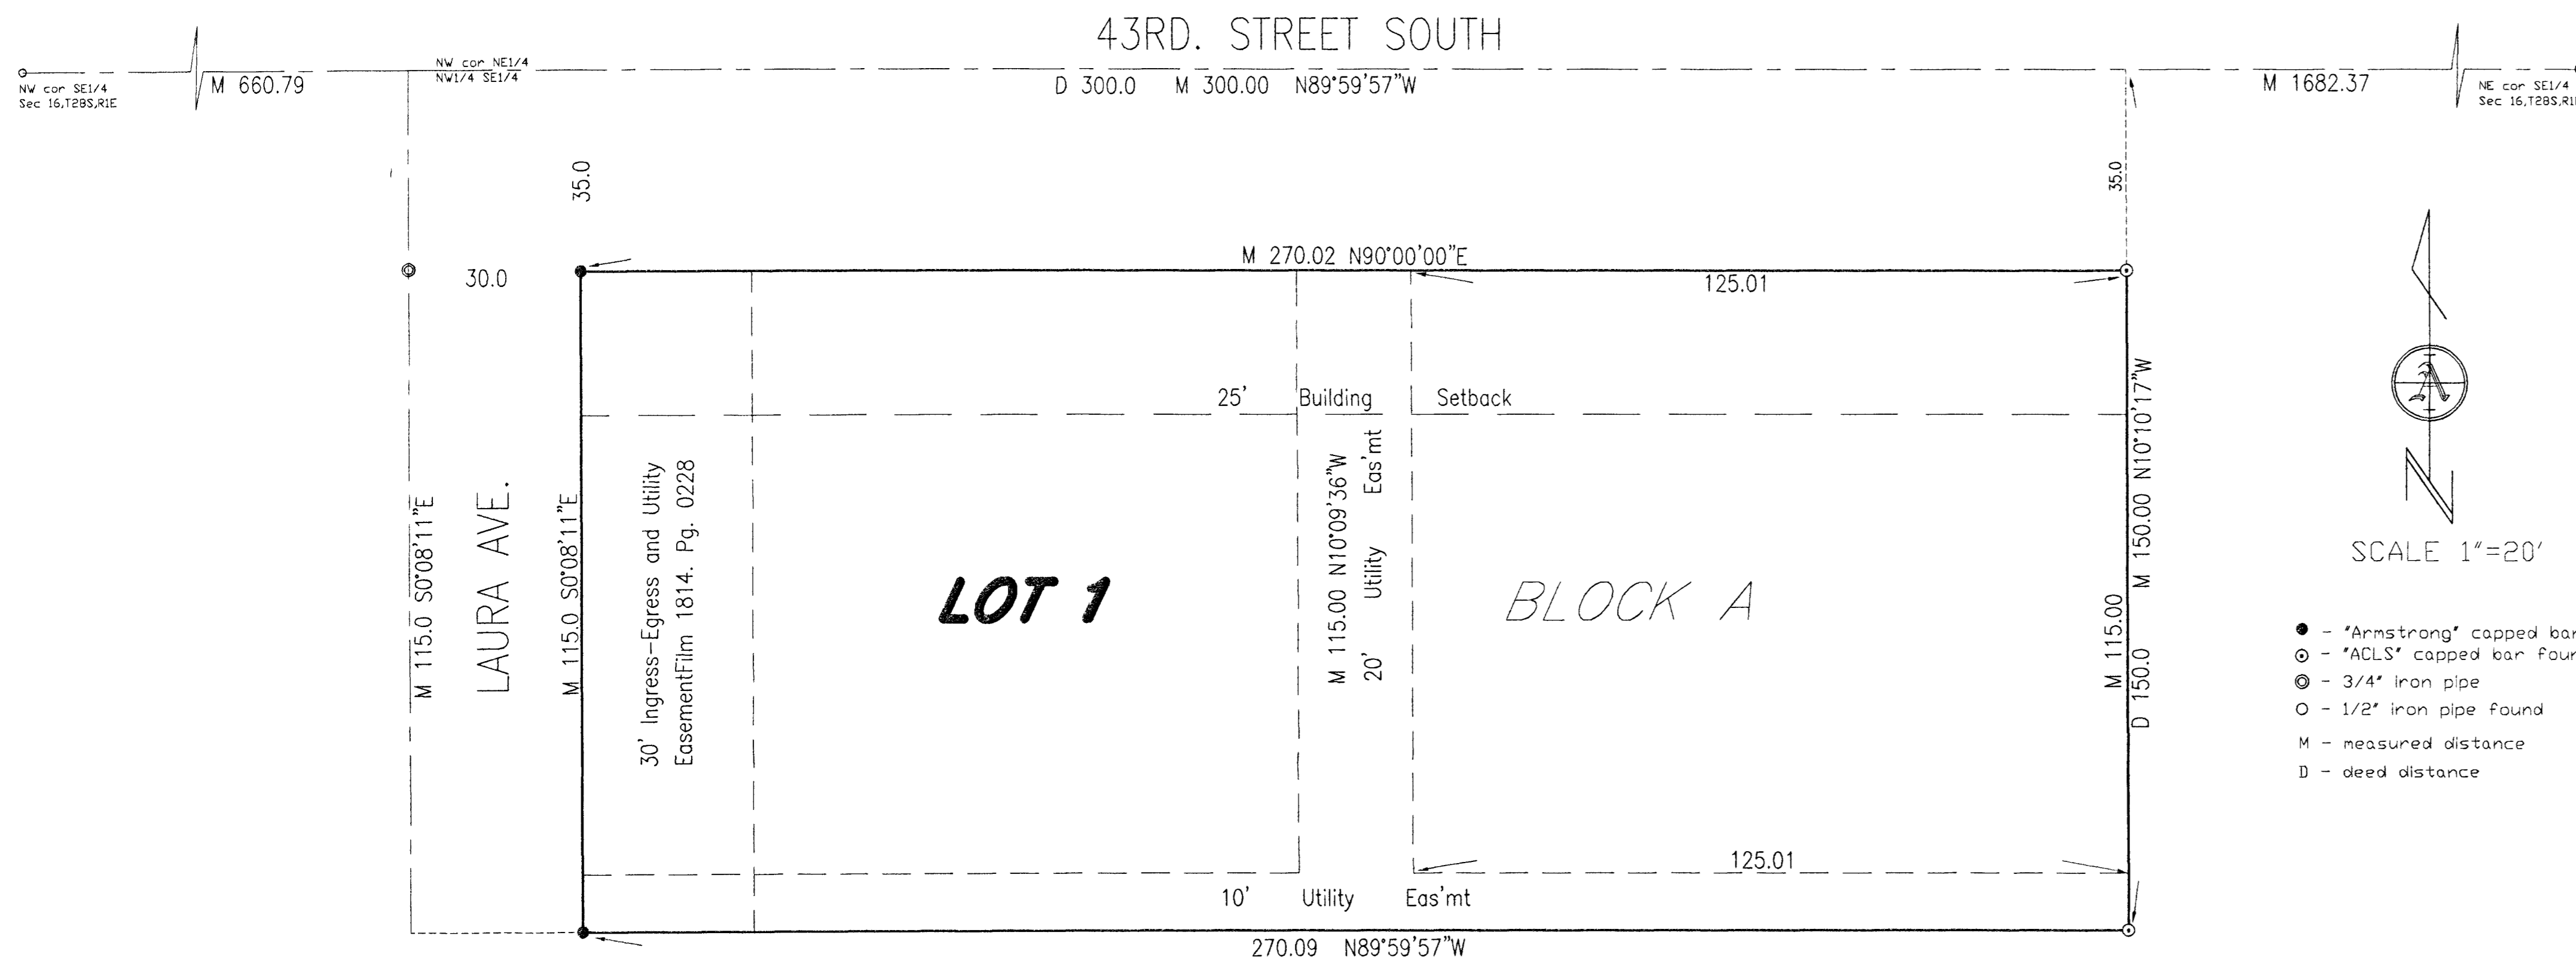 43RD. STREET SOUTH
NW cor NE1/4
NW1/4 SE1/4
NW cor SE1/4
Sec 16,T28S,R1E
M 660.79
D 300.0 M 300.00 N89°59'57"W
M 1682.37
NE cor SE1/4
Sec 16,T28S,R1
35.0
35.0
M 270.02 N90°00'00"E
30.0
125.01
25' Building Setback
M 115.0 S0°08'11"E
LAURA AVE.
M 115.0 S0°08'11"E
30' Ingress-Egress and Utility
EasementFilm 1814. Pg. 0228
LOT 1
M 115.00 N10°09'36"W
20' Utility Eas'mt
BLOCK A
M 115.00
D 150.0 M 150.00 N10°10'17"W
SCALE 1"=20'
- "Armstrong" capped bar
- "ACLS" capped bar foun
- 3/4" iron pipe
- 1/2" iron pipe found
M - measured distance
D - deed distance
125.01
10' Utility Eas'mt
270.09 N89°59'57"W